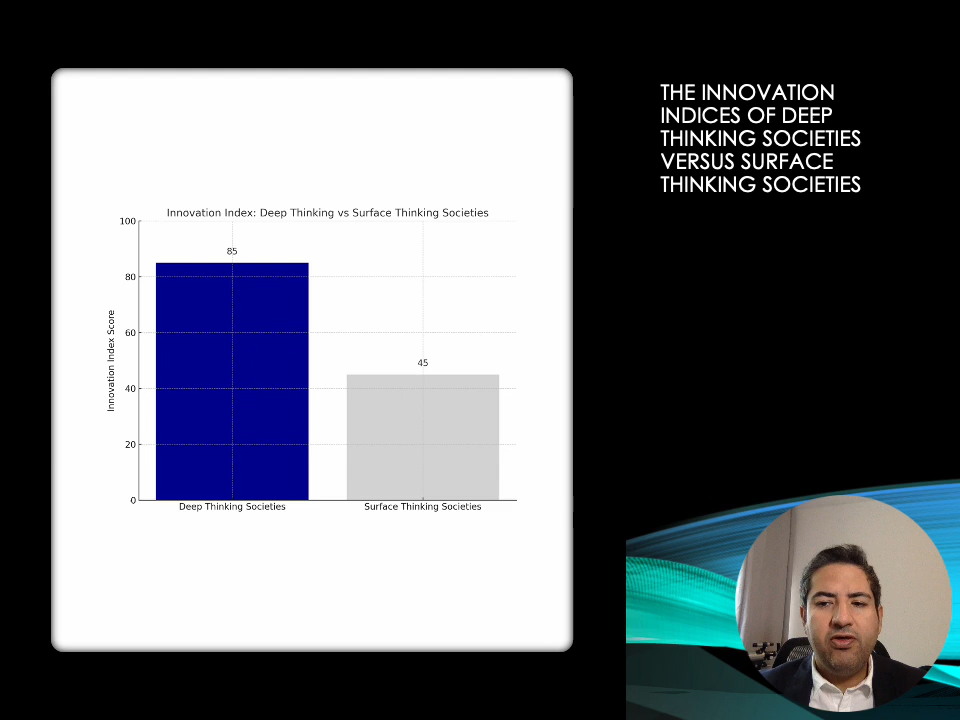 THE INNOVATION
INDICES OF DEEP
THINKING SOCIETIES
VERSUS SURFACE
THINKING SOCIETIES
Innovation Index: Deep Thinking vs Surface Thinking Societies
Innovation Index Score
100
80
60
40
20
0
85
45
Deep Thinking Societies
Surface Thinking Societies